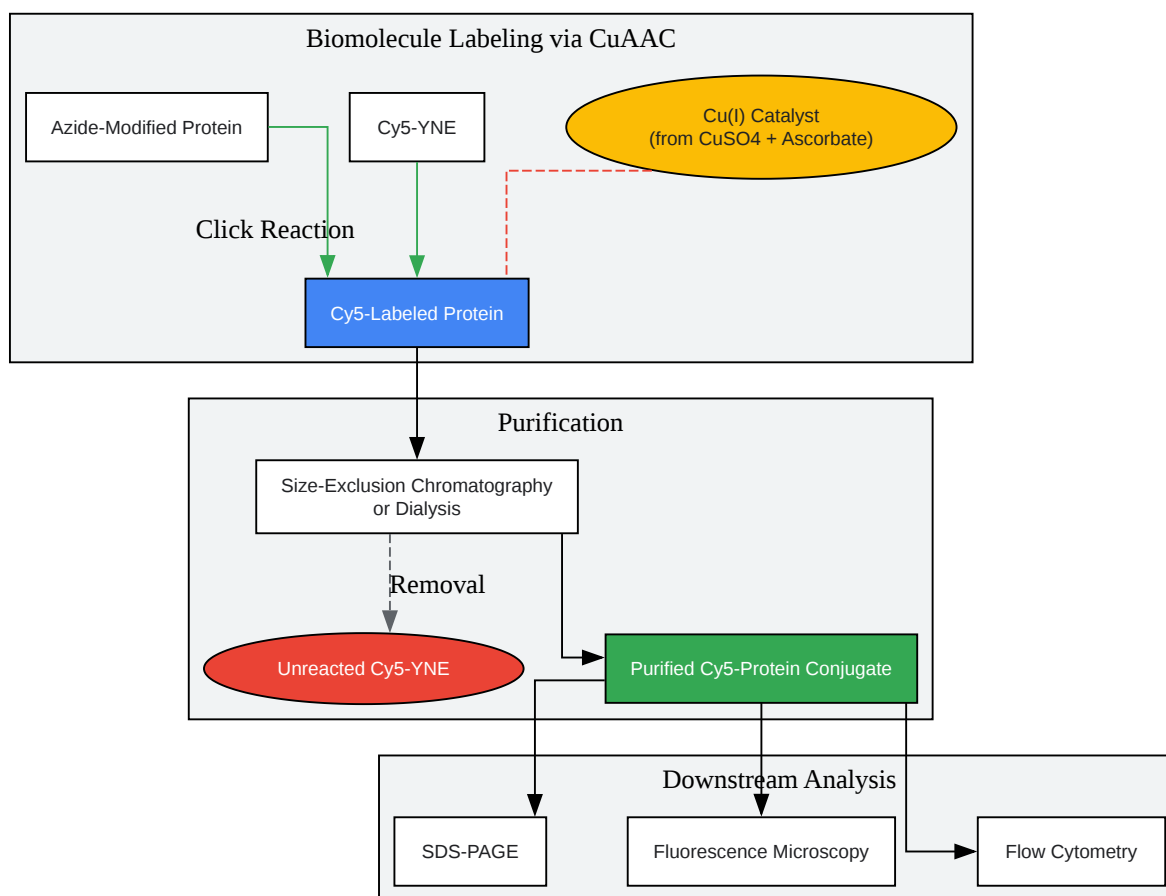 Biomolecule Labeling via CuAAC
Azide-Modified Protein
Cy5-YNE
Cu(I) Catalyst
(from CuSO4 + Ascorbate)
Click Reaction
Cy5-Labeled Protein
Purification
Size-Exclusion Chromatography
or Dialysis
Removal
Unreacted Cy5-YNE
Purified Cy5-Protein Conjugate
Downstream Analysis
SDS-PAGE
Fluorescence Microscopy
Flow Cytometry